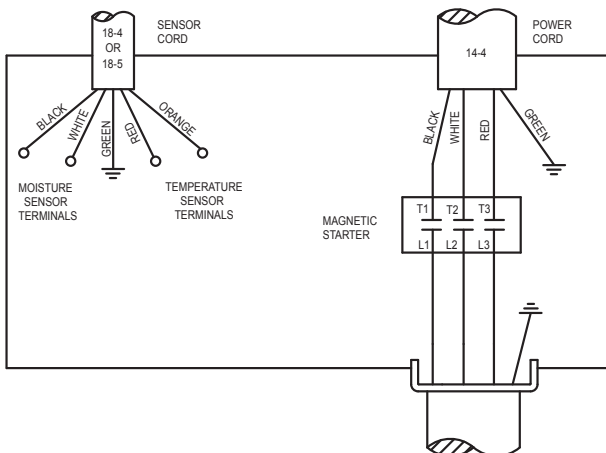 18-4
OR
18-5
SENSOR
CORD
14-4
POWER
CORD
BLACK
WHITE
GREEN
RED
ORANGE
BLACK
WHITE
RED
GREEN
MOISTURE
SENSOR
TERMINALS
TEMPERATURE
SENSOR
TERMINALS
MAGNETIC
STARTER
T1 T2 T3
L1 L2 L3